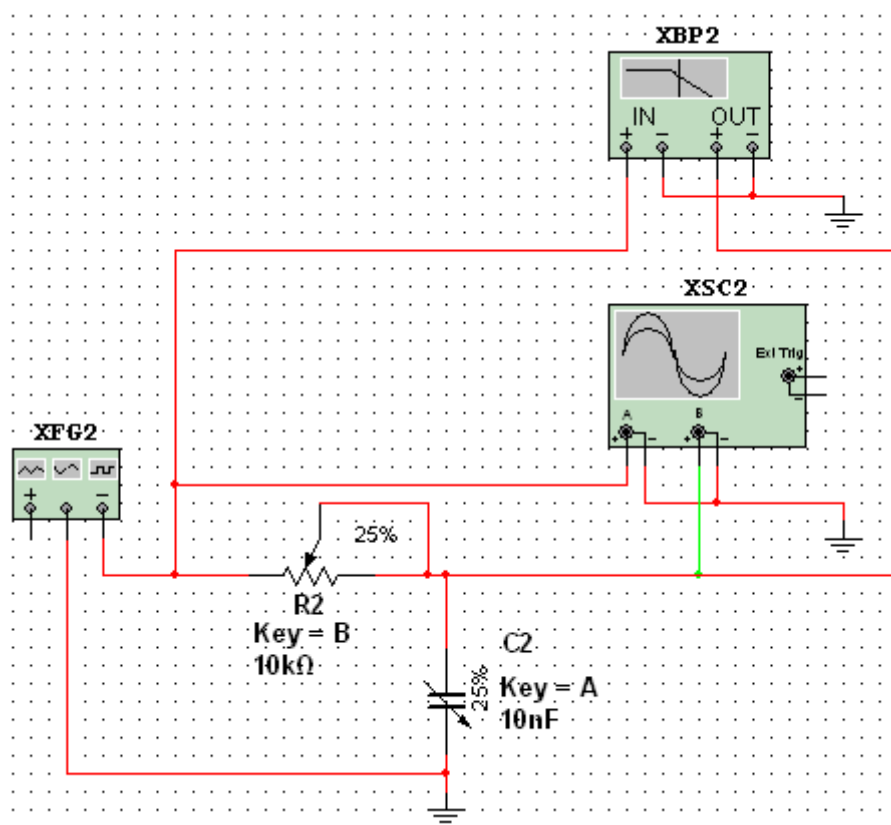 XBP2
IN OUT
+ − + −
XSC2
Ext Trig
+
−
A B
+ − + −
XFG2
+ −
25%
R2
Key = B
10kΩ
C2
25%
Key = A
10nF